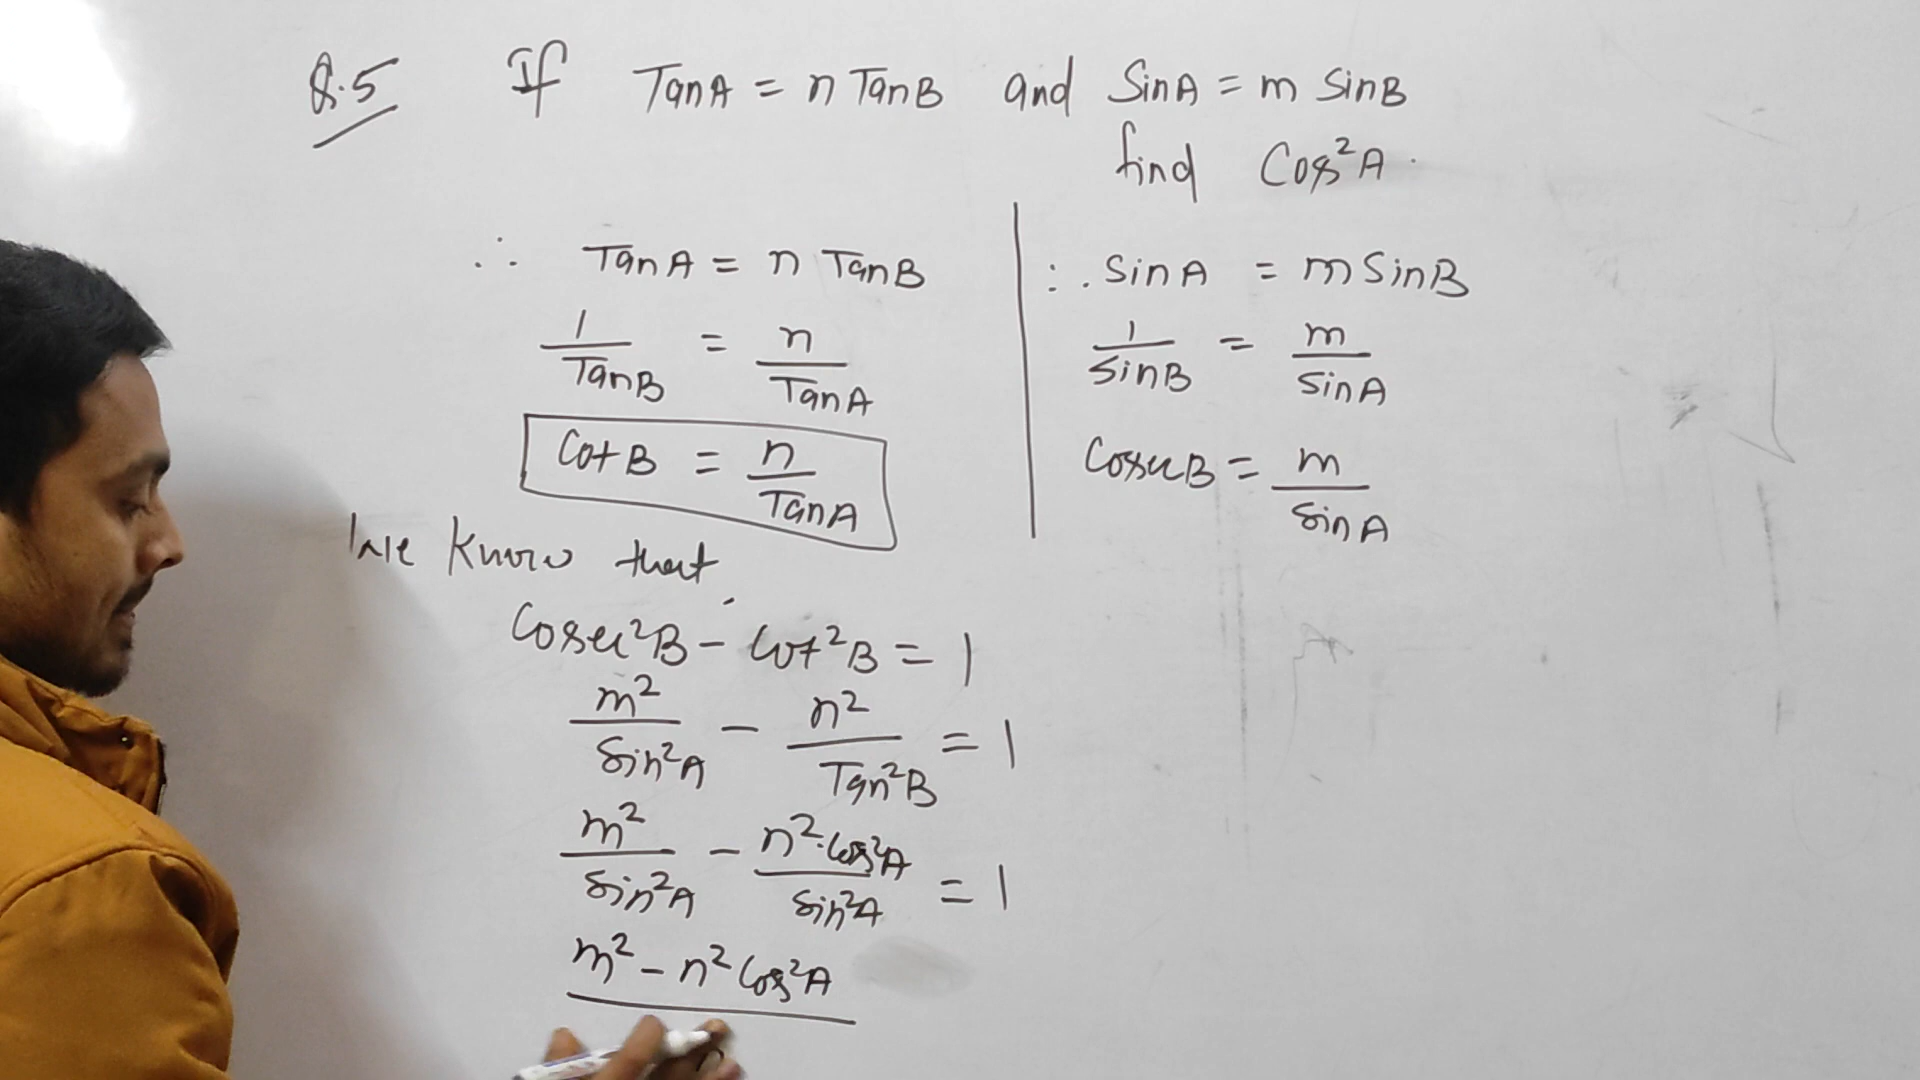 Q.5 If TanA = n TanB and SinA = m SinB
find Cos²A.
∴ TanA = n TanB
1/TanB = n/TanA
CotB = n/TanA
∴ SinA = m SinB
1/SinB = m/SinA
CosecB = m/SinA
We know that
Cosec²B - Cot²B = 1
m²/Sin²A - n²/Tan²B = 1
m²/Sin²A - n².Cos²A/Sin²A = 1
m² - n² Cos²A